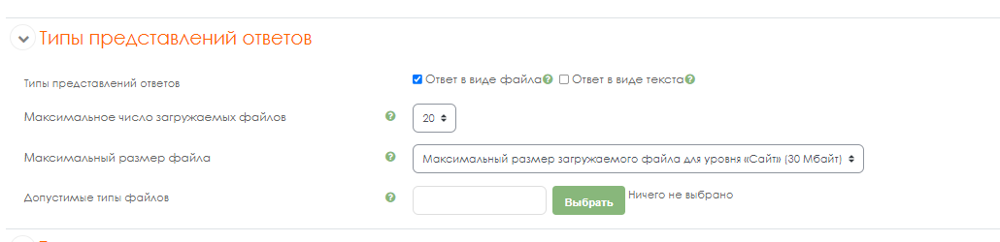 Типы представлений ответов
Типы представлений ответов Ответ в виде файла Ответ в виде текста
Максимальное число загружаемых файлов 20
Максимальный размер файла Максимальный размер загружаемого файла для уровня «Сайт» (30 Мбайт)
Допустимые типы файлов Выбрать Ничего не выбрано